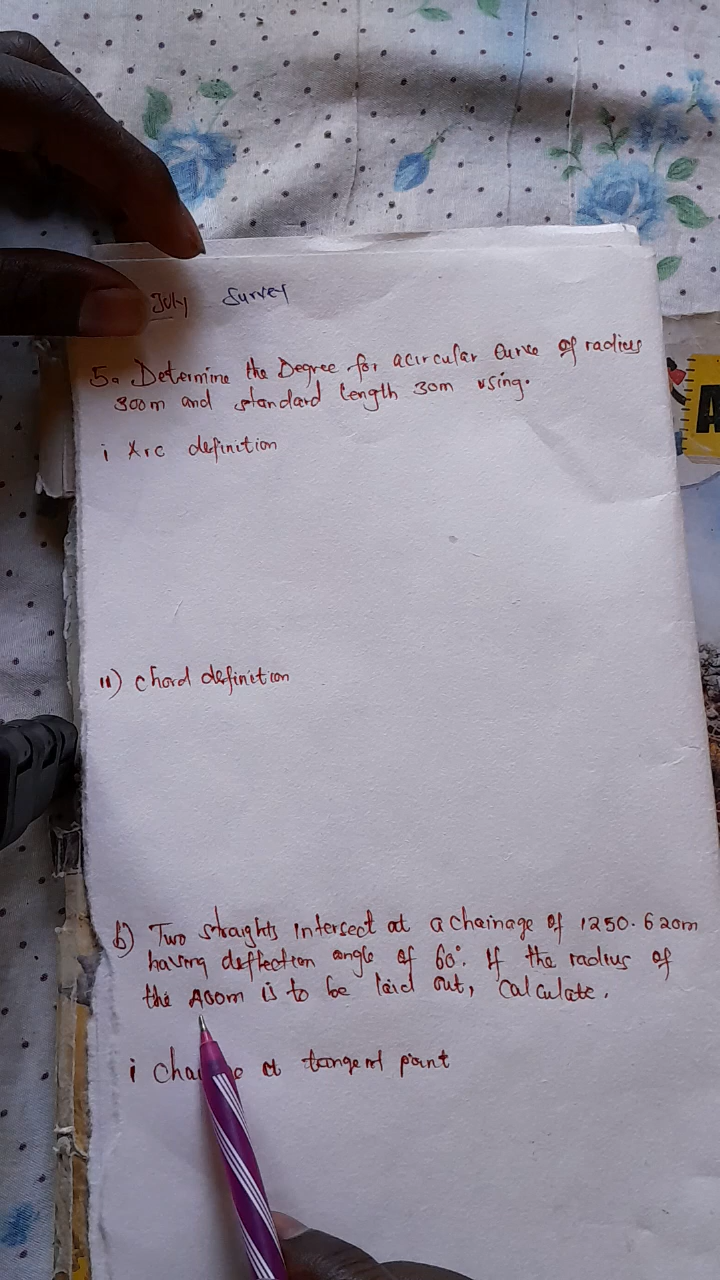 July Survey
5a Determine the Degree for a circular Curve of radius
300m and standard length 30m using.
i Arc definition
A
ii) chord definition
b) Two straights intersect at a chainage of 1250.620m
having deflection angle of 60°. If the radius of
the 400m is to be laid out, calculate.
i at tangent point